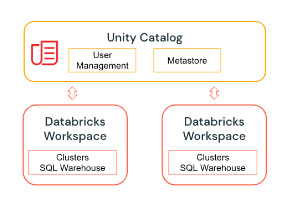 Unity Catalog
User
Management
Metastore
Databricks
Workspace
Clusters
SQL Warehouse
Databricks
Workspace
Clusters
SQL Warehouse